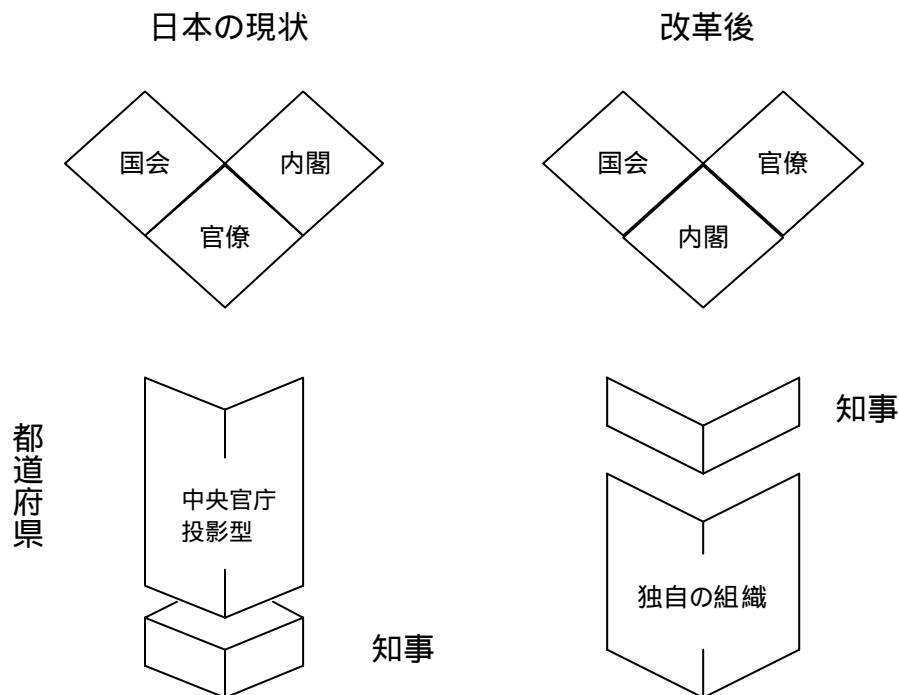 日本の現状
改革後
国会
内閣
官僚
国会
官僚
内閣
都道府県
中央官庁
投影型
知事
知事
独自の組織